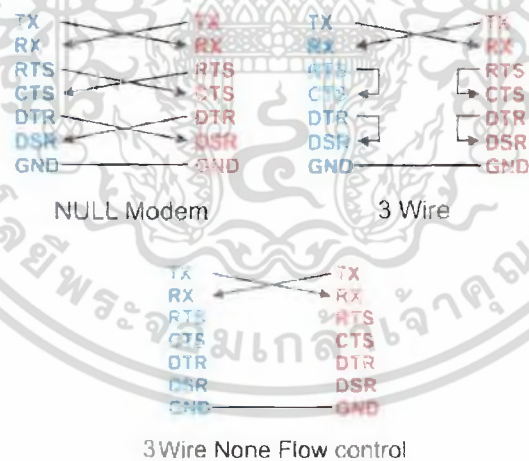 TX TX
RX RX
RTS RTS
CTS CTS
DTR DTR
DSR DSR
GND GND
NULL Modem
TX TX
RX RX
RTS RTS
CTS CTS
DTR DTR
DSR DSR
GND GND
3 Wire
TX TX
RX RX
RTS RTS
CTS CTS
DTR DTR
DSR DSR
GND GND
3 Wire None Flow control